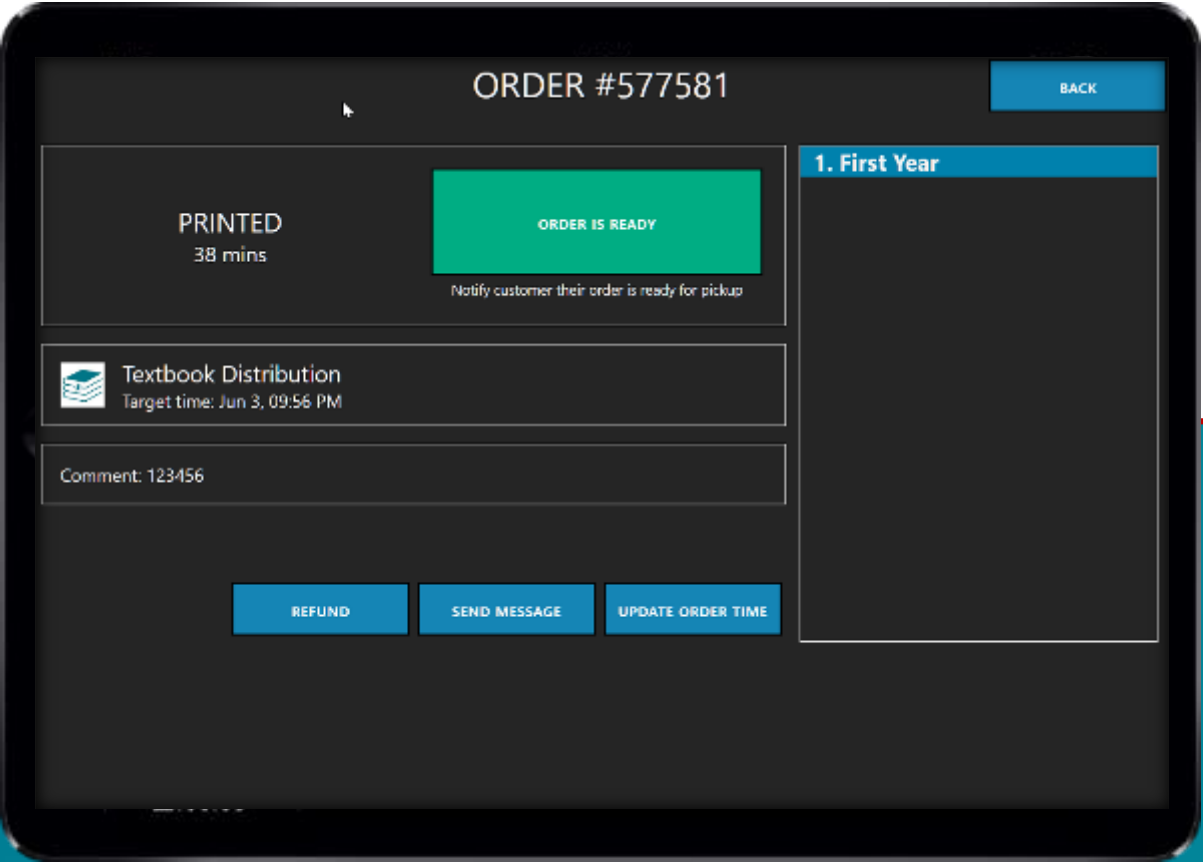 ORDER #577581
BACK
PRINTED
38 mins
ORDER IS READY
Notify customer their order is ready for pickup
Textbook Distribution
Target time: Jun 3, 09:56 PM
Comment: 123456
REFUND
SEND MESSAGE
UPDATE ORDER TIME
1. First Year